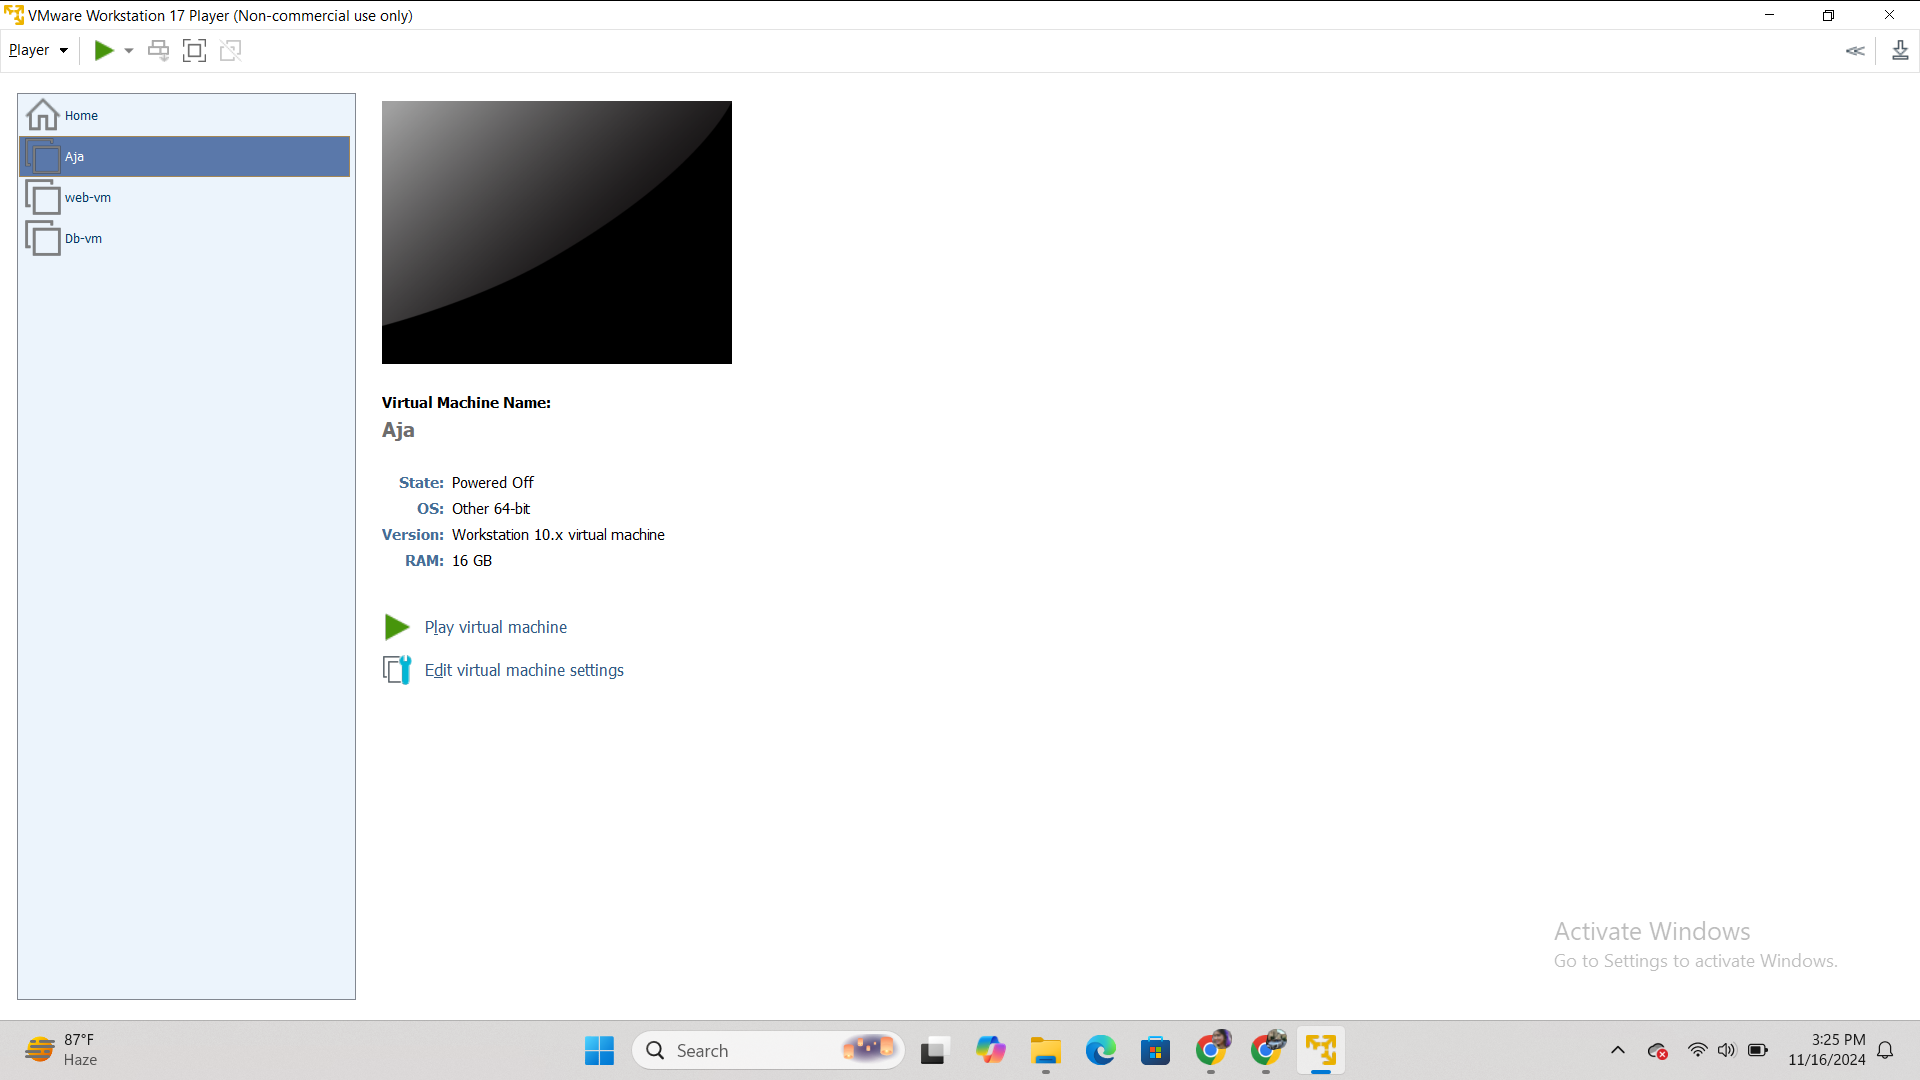 VMware Workstation 17 Player (Non-commercial use only)
Player
Home
Aja
web-vm
Db-vm
Virtual Machine Name:
Aja
State: Powered Off
OS: Other 64-bit
Version: Workstation 10.x virtual machine
RAM: 16 GB
Play virtual machine
Edit virtual machine settings
Activate Windows
Go to Settings to activate Windows.
87°F
Haze
Search
3:25 PM
11/16/2024